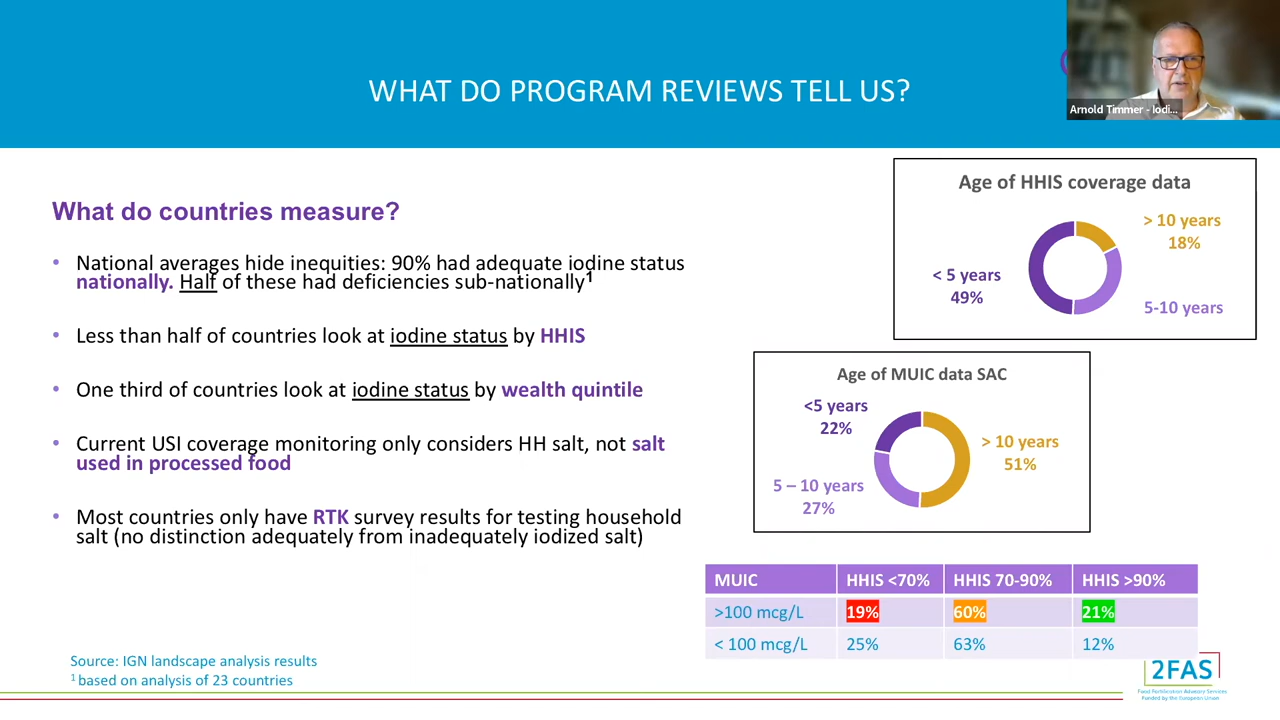 WHAT DO PROGRAM REVIEWS TELL US?
Arnold Timmer - Iodi...
What do countries measure?
• National averages hide inequities: 90% had adequate iodine status
nationally. Half of these had deficiencies sub-nationally1
• Less than half of countries look at iodine status by HHIS
• One third of countries look at iodine status by wealth quintile
• Current USI coverage monitoring only considers HH salt, not salt
used in processed food
• Most countries only have RTK survey results for testing household
salt (no distinction adequately from inadequately iodized salt)
Source: IGN landscape analysis results
1 based on analysis of 23 countries
Age of HHIS coverage data
> 10 years
18%
< 5 years
49%
5-10 years
Age of MUIC data SAC
<5 years
22%
> 10 years
51%
5 – 10 years
27%
MUIC HHIS <70% HHIS 70-90% HHIS >90%
>100 mcg/L 19% 60% 21%
< 100 mcg/L 25% 63% 12%
2FAS
Food Fortification Advisory Services
Funded by the European Union